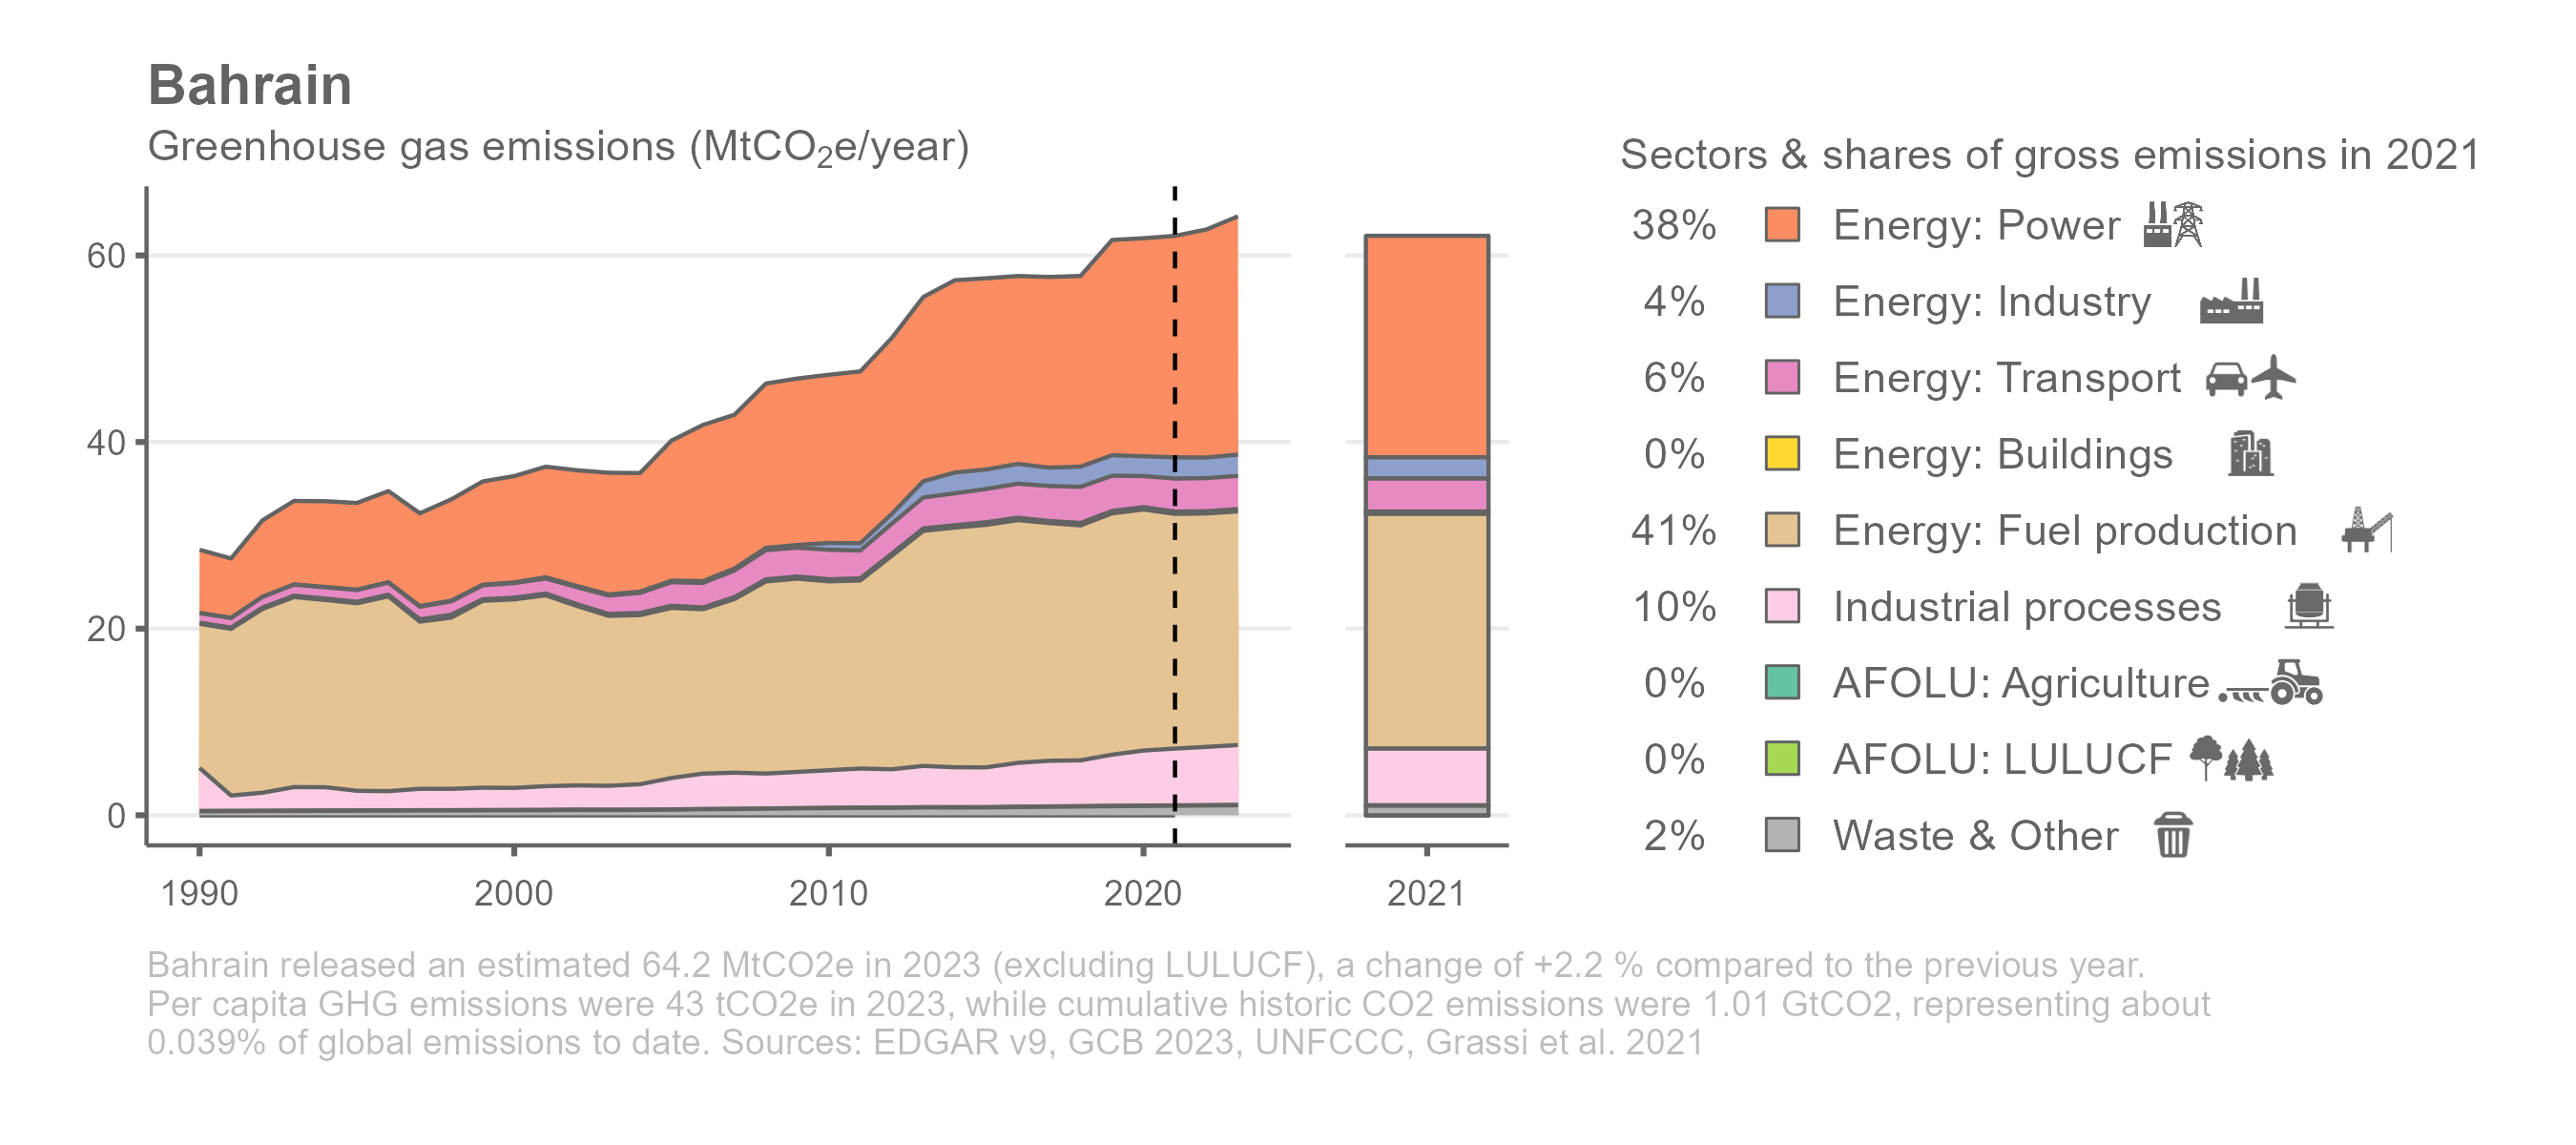 Bahrain
Greenhouse gas emissions (MtCO₂e/year)
60
40
20
0
1990 2000 2010 2020 2021
Sectors & shares of gross emissions in 2021
38% Energy: Power
4% Energy: Industry
6% Energy: Transport
0% Energy: Buildings
41% Energy: Fuel production
10% Industrial processes
0% AFOLU: Agriculture
0% AFOLU: LULUCF
2% Waste & Other
Bahrain released an estimated 64.2 MtCO2e in 2023 (excluding LULUCF), a change of +2.2 % compared to the previous year.
Per capita GHG emissions were 43 tCO2e in 2023, while cumulative historic CO2 emissions were 1.01 GtCO2, representing about
0.039% of global emissions to date. Sources: EDGAR v9, GCB 2023, UNFCCC, Grassi et al. 2021